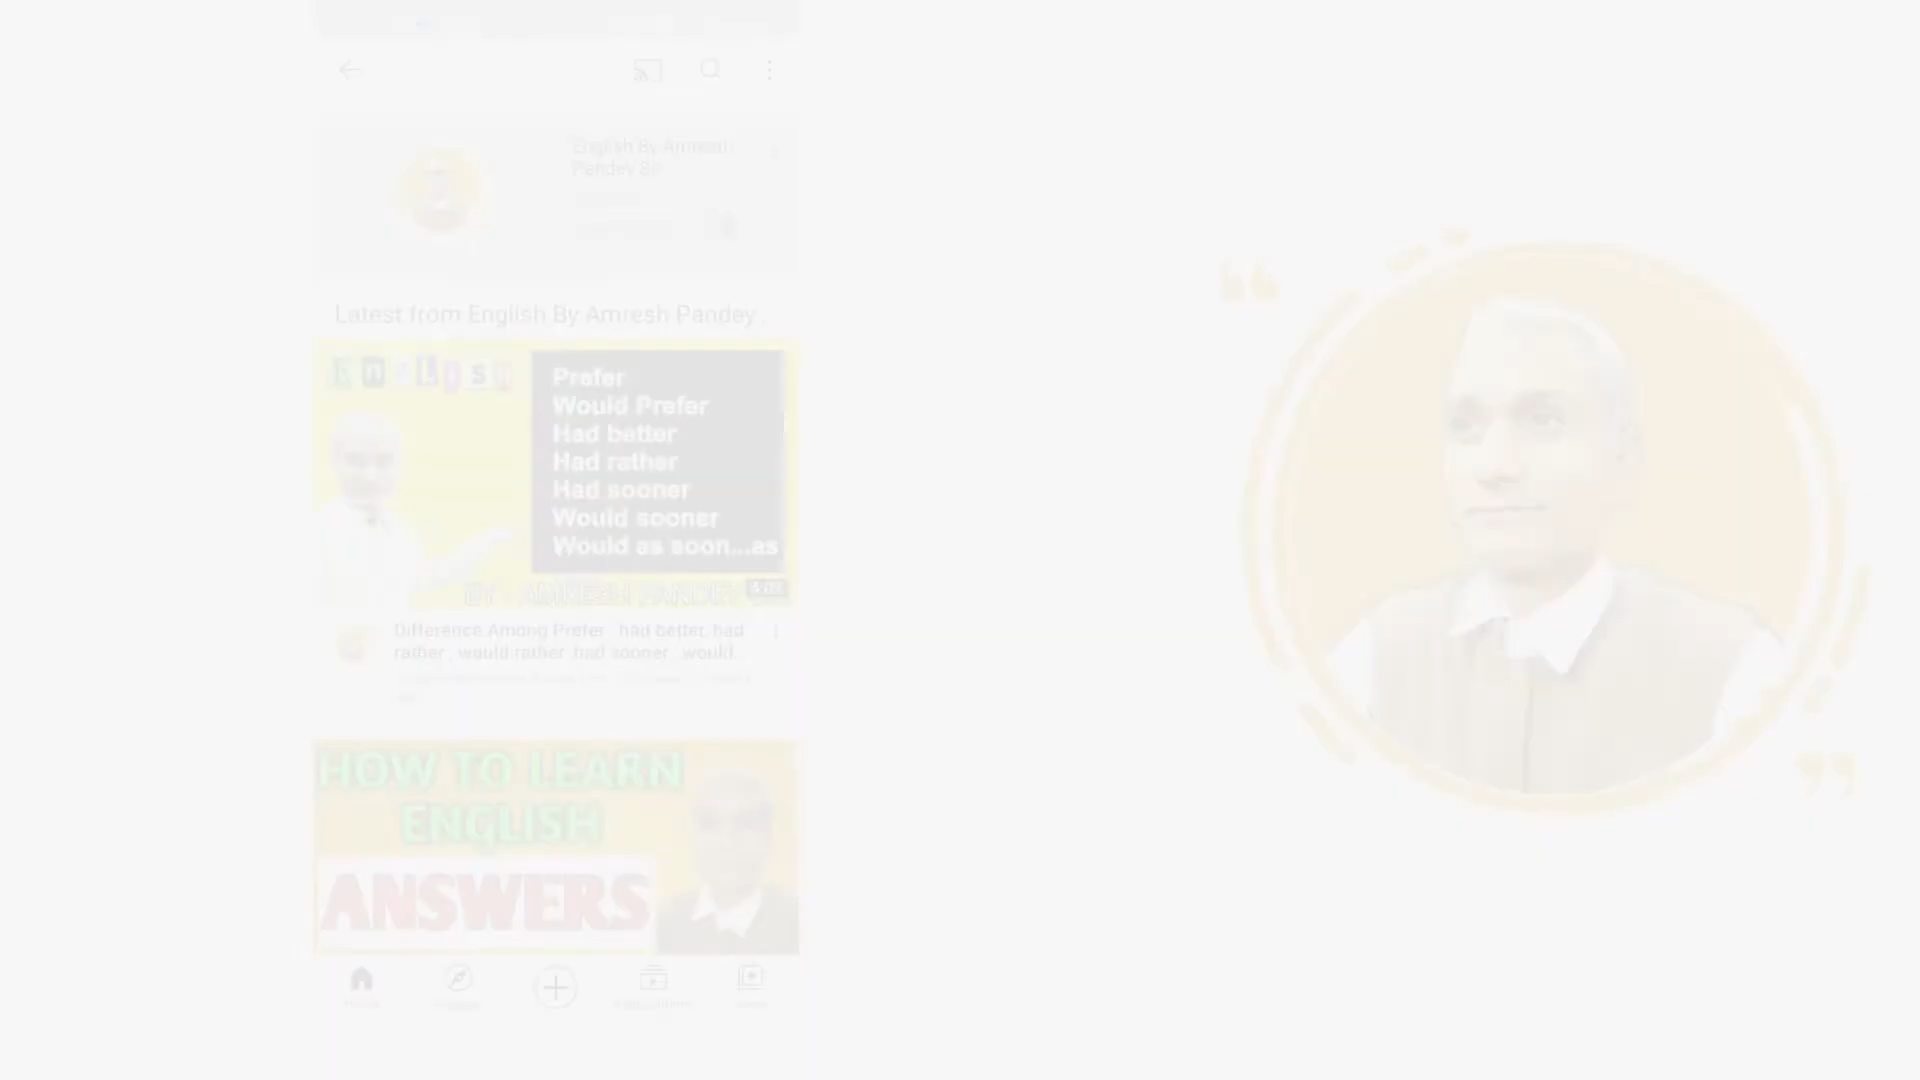 English By Amresh
Pandey Sir
Latest from English By Amresh Pandey .
EnGLisH
Prefer
Would Prefer
Had better
Had rather
Had sooner
Would sooner
Would as soon...as
BY - AMRESH PANDEY
Difference Among Prefer , had better, had
rather , would rather ,had sooner , would
HOW TO LEARN
ENGLISH
ANSWERS
Home